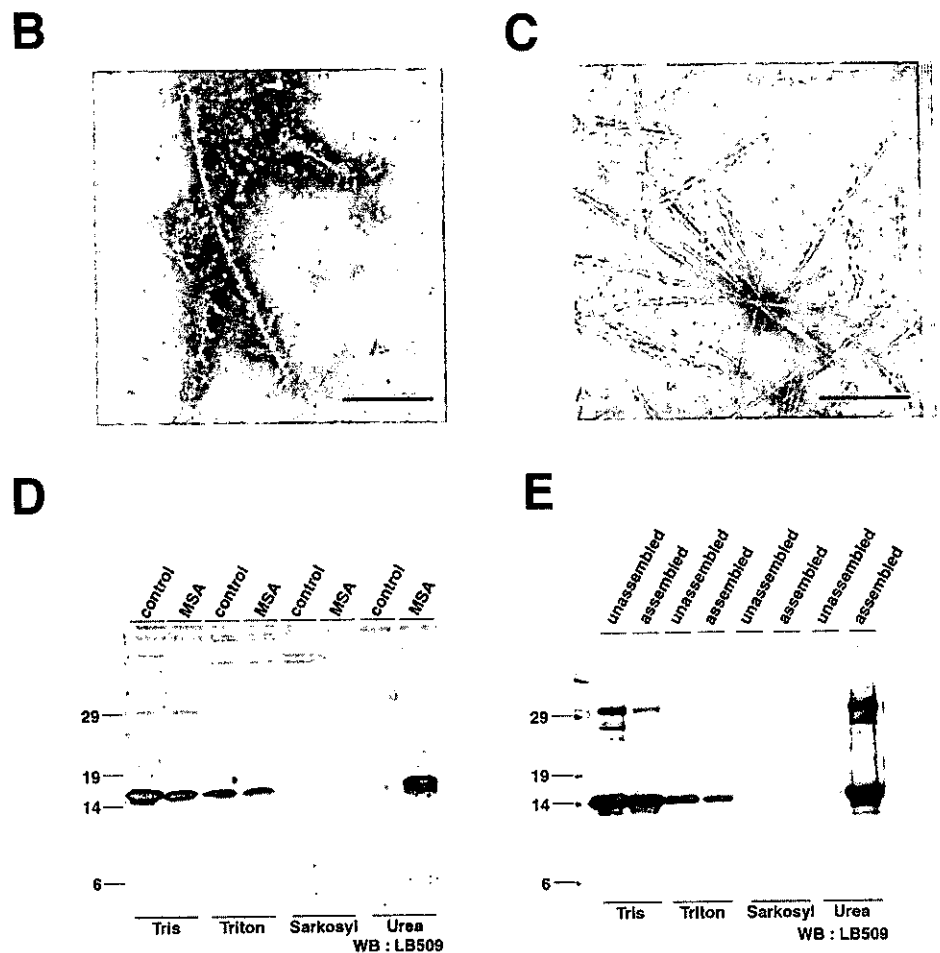 B
C
D
control MSA control MSA control MSA control MSA
29
19
14
6
Tris Triton Sarkosyl Urea
WB : LB509
E
unassembled assembled unassembled assembled unassembled assembled unassembled assembled
29
19
14
6
Tris Triton Sarkosyl Urea
WB : LB509